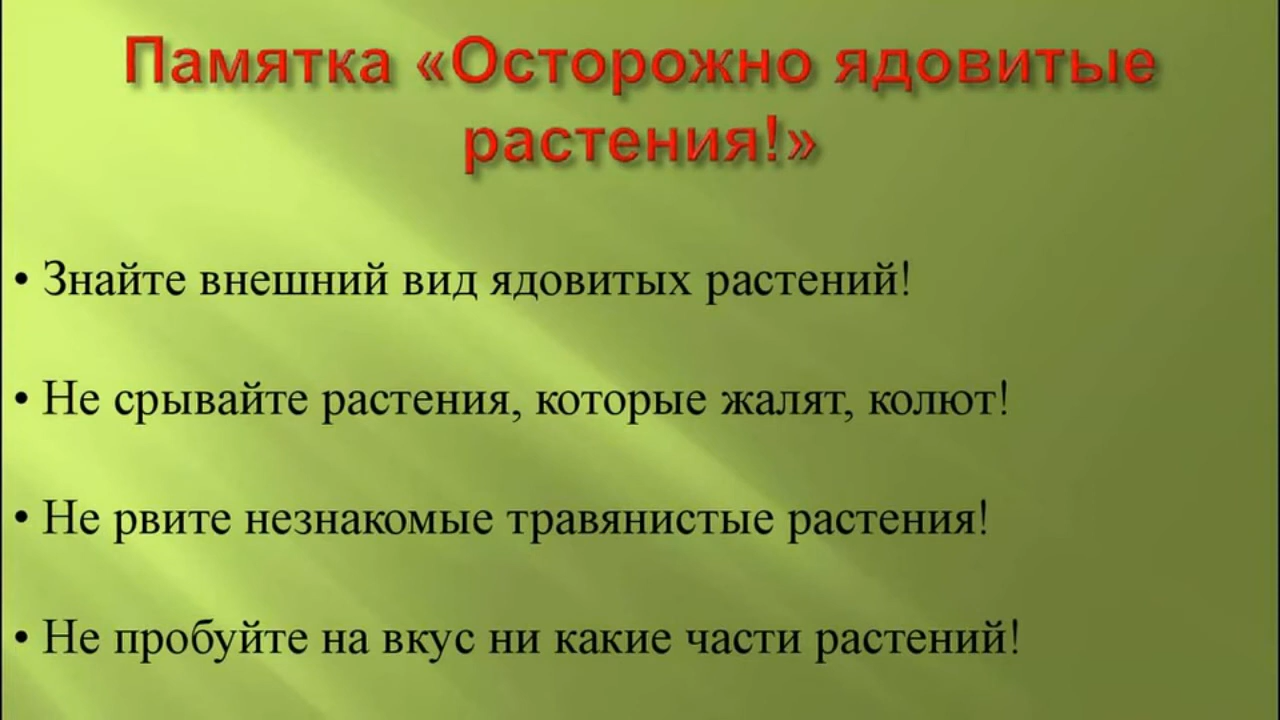 Памятка «Осторожно ядовитые
растения!»
• Знайте внешний вид ядовитых растений!
• Не срывайте растения, которые жалят, колют!
• Не рвите незнакомые травянистые растения!
• Не пробуйте на вкус ни какие части растений!